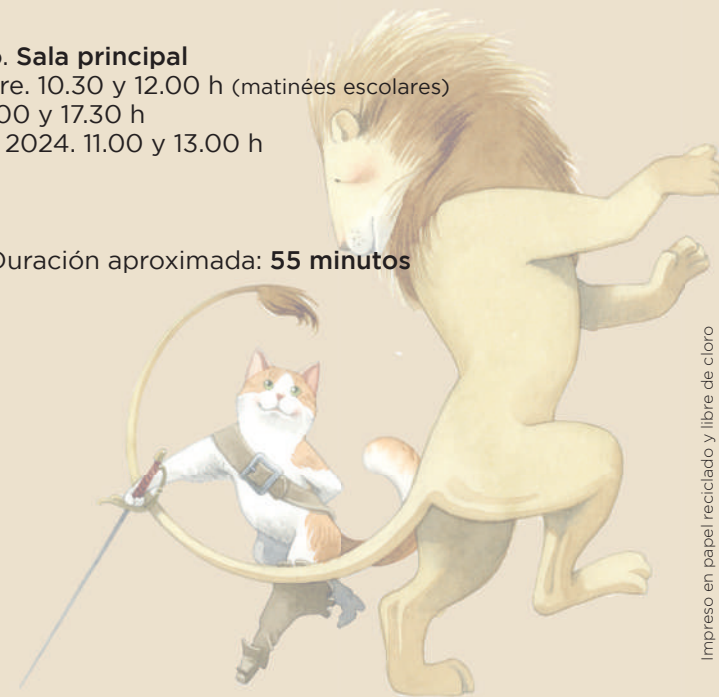 . Sala principal
re. 10.30 y 12.00 h (matinées escolares)
00 y 17.30 h
2024. 11.00 y 13.00 h
Duración aproximada: 55 minutos
Impreso en papel reciclado y libre de cloro